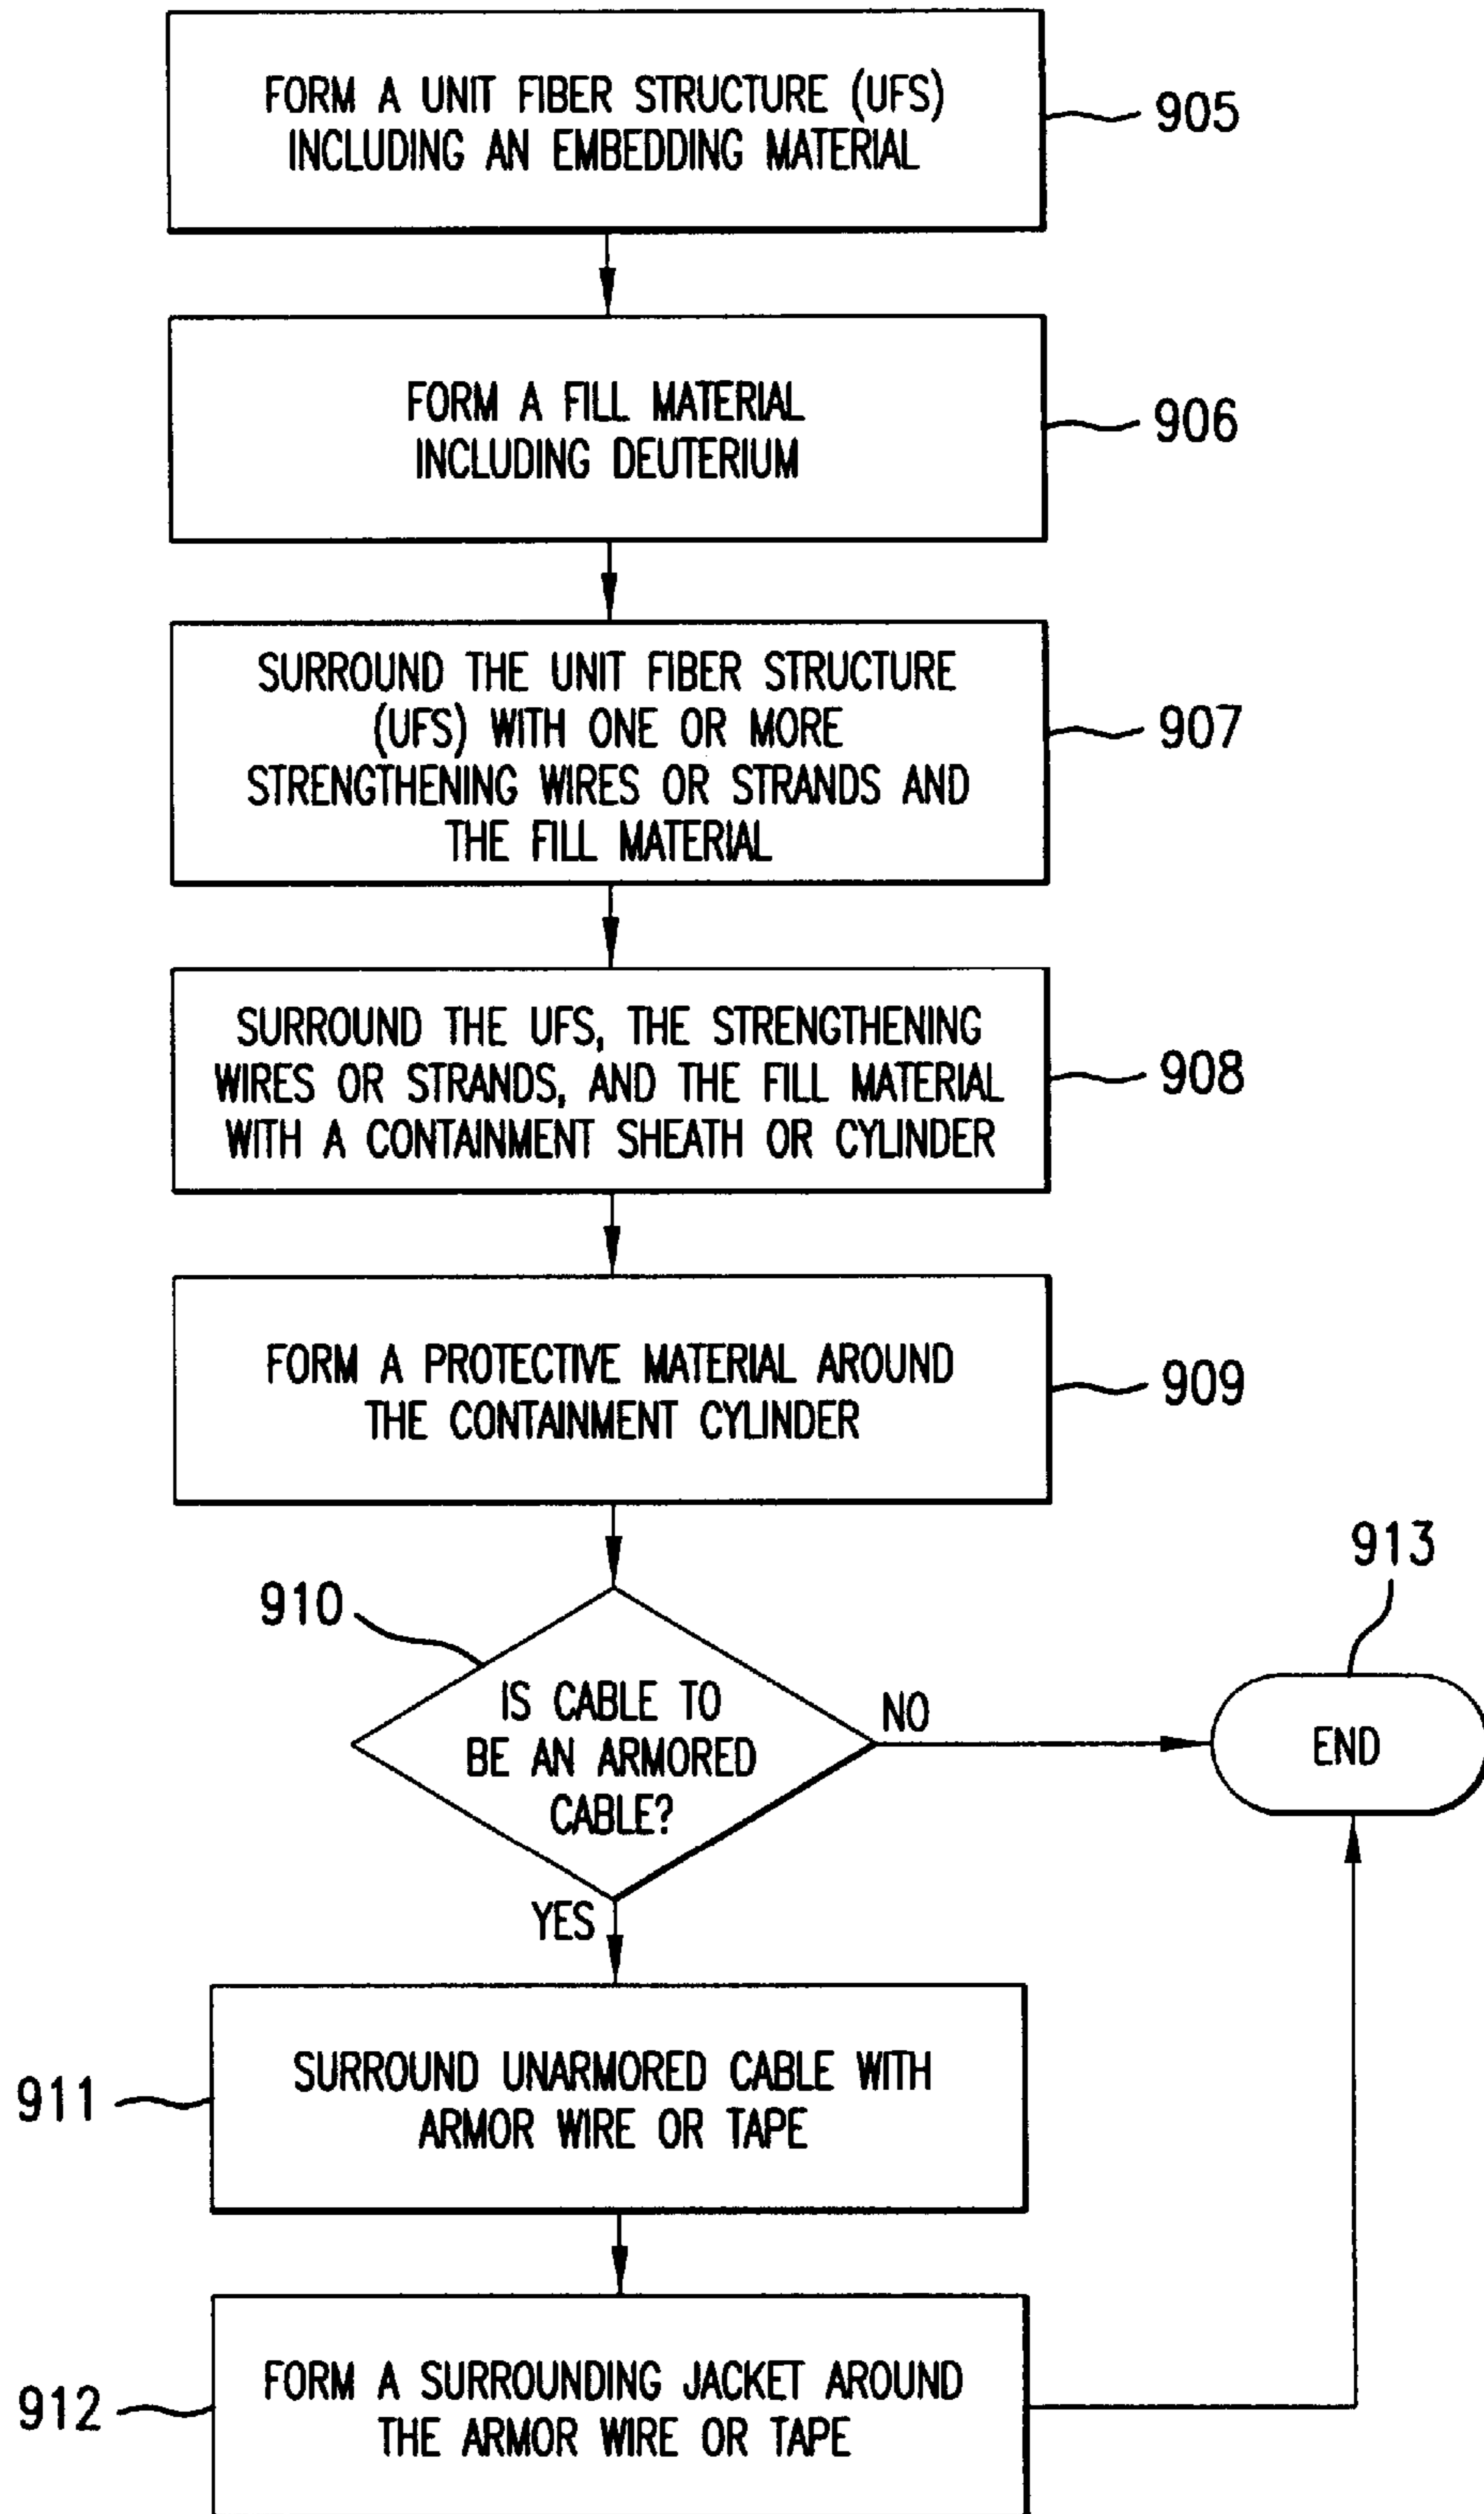 FORM A UNIT FIBER STRUCTURE (UFS)
INCLUDING AN EMBEDDING MATERIAL
905
FORM A FILL MATERIAL
INCLUDING DEUTERIUM
906
SURROUND THE UNIT FIBER STRUCTURE
(UFS) WITH ONE OR MORE
STRENGTHENING WIRES OR STRANDS AND
THE FILL MATERIAL
907
SURROUND THE UFS, THE STRENGTHENING
WIRES OR STRANDS, AND THE FILL MATERIAL
WITH A CONTAINMENT SHEATH OR CYLINDER
908
FORM A PROTECTIVE MATERIAL AROUND
THE CONTAINMENT CYLINDER
909
910
IS CABLE TO
BE AN ARMORED
CABLE?
NO
913
END
YES
911
SURROUND UNARMORED CABLE WITH
ARMOR WIRE OR TAPE
912
FORM A SURROUNDING JACKET AROUND
THE ARMOR WIRE OR TAPE